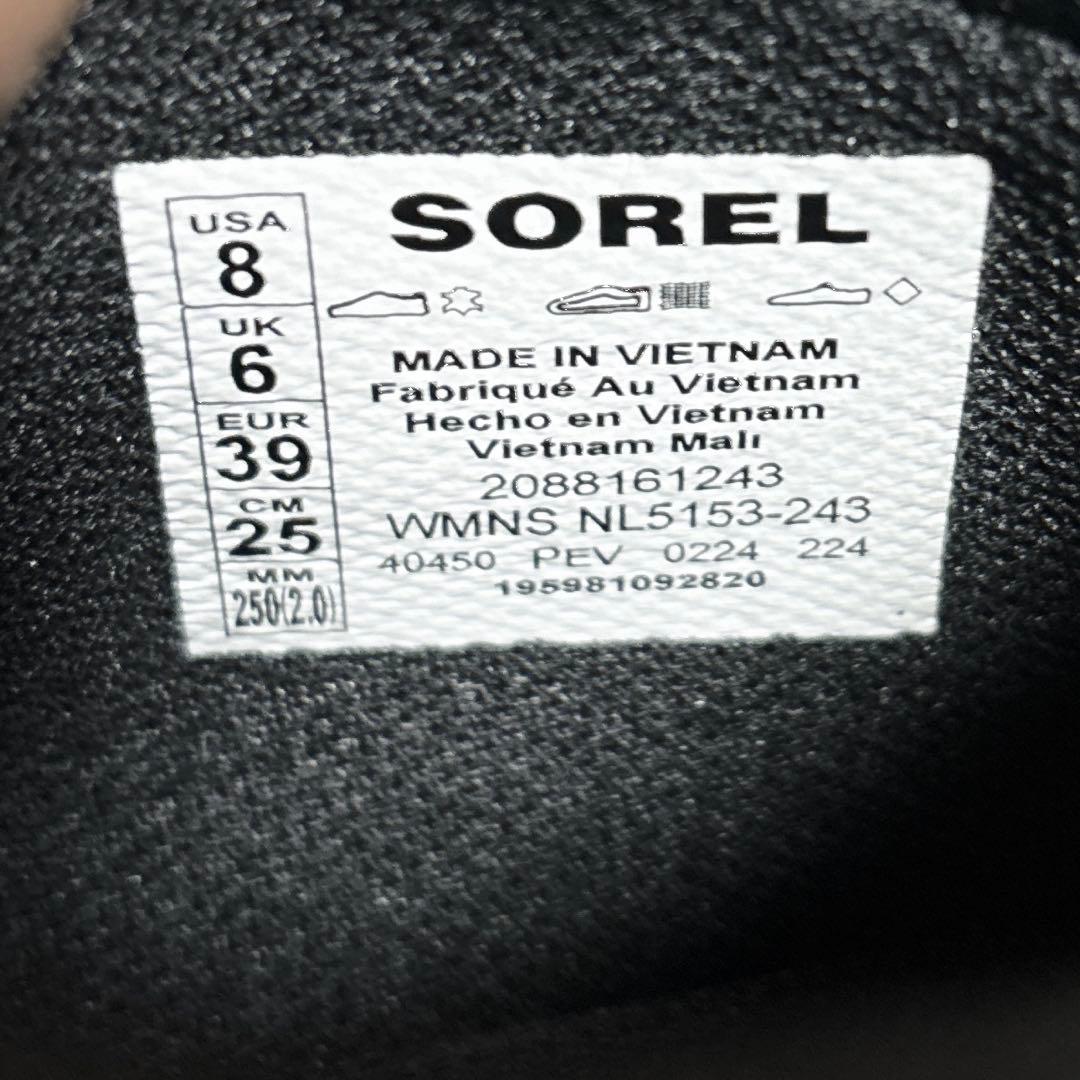 USA
8
UK
6
EUR
39
CM
25
MM
250(2.0)
SOREL
MADE IN VIETNAM
Fabriqué Au Vietnam
Hecho en Vietnam
Vietnam Malı
2088161243
WMNS NL5153-243
40450 PEV 0224 224
195981092820